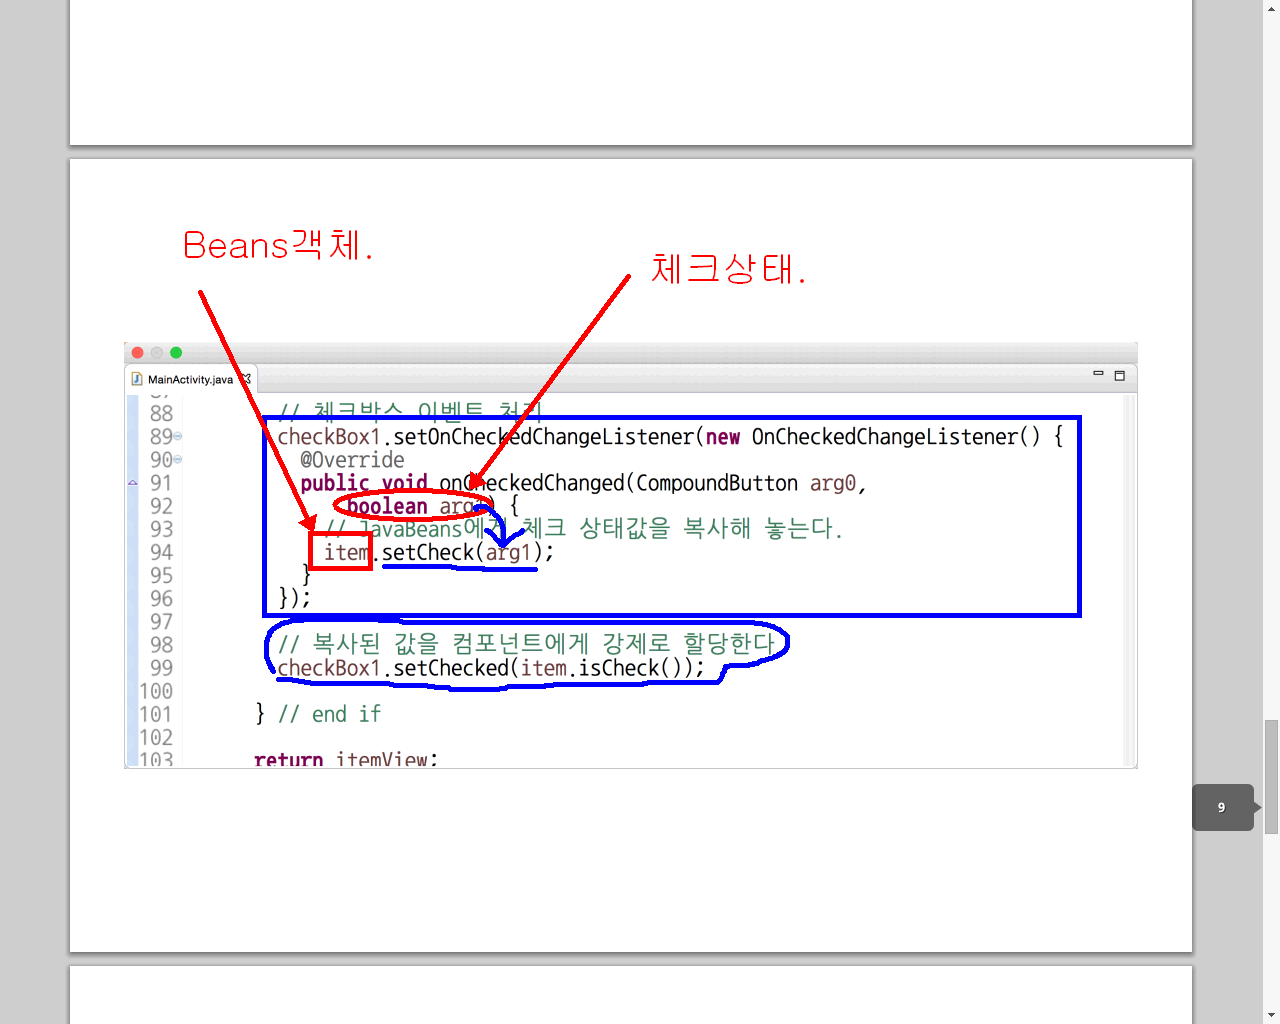 Beans객체.
체크상태.
MainActivity.java
88 // 체크박스 이벤트 처리
89 checkBox1.setOnCheckedChangeListener(new OnCheckedChangeListener() {
90 @Override
91 public void onCheckedChanged(CompoundButton arg0,
92 boolean arg1) {
93 // JavaBeans에게 체크 상태값을 복사해 놓는다.
94 item.setCheck(arg1);
95 }
96 });
97
98 // 복사된 값을 컴포넌트에게 강제로 할당한다
99 checkBox1.setChecked(item.isCheck());
100
101 } // end if
102
103 return itemView;
9